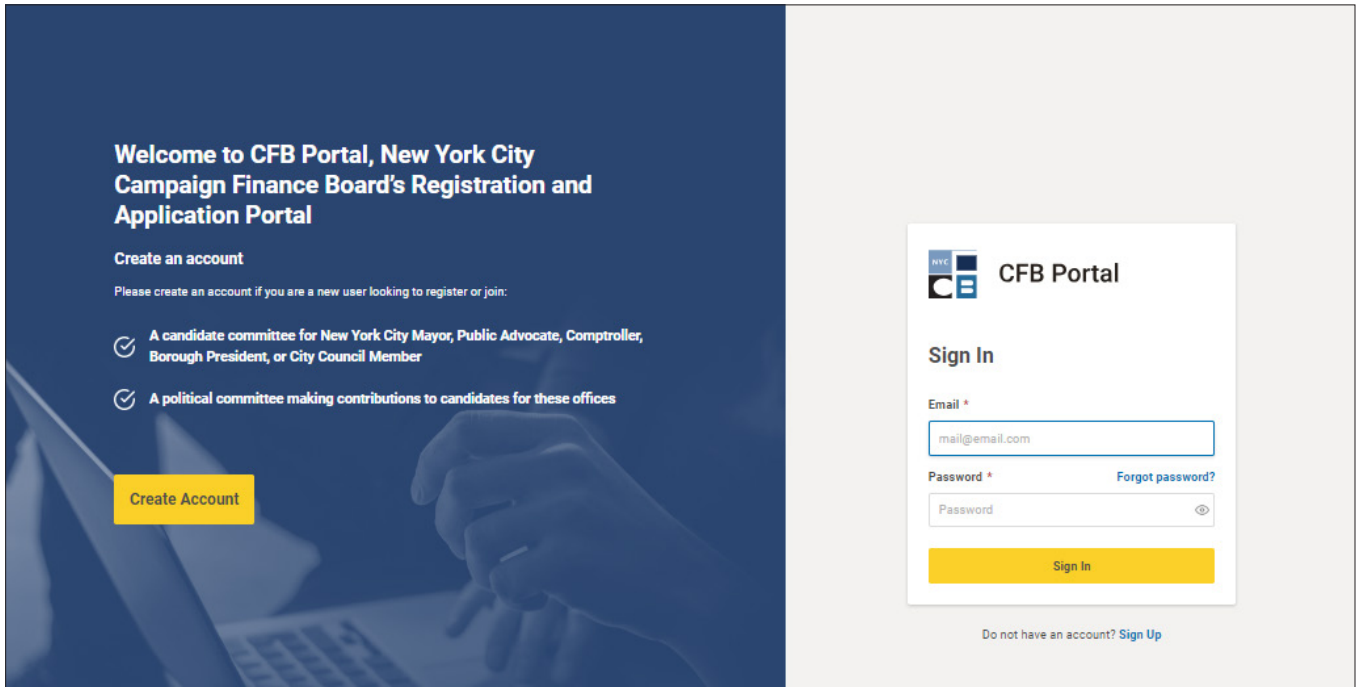 Welcome to CFB Portal, New York City
Campaign Finance Board's Registration and
Application Portal
Create an account
Please create an account if you are a new user looking to register or join:
A candidate committee for New York City Mayor, Public Advocate, Comptroller,
Borough President, or City Council Member
A political committee making contributions to candidates for these offices
Create Account
NYC
CB
CFB Portal
Sign In
Email *
mail@email.com
Password * Forgot password?
Password
Sign In
Do not have an account? Sign Up